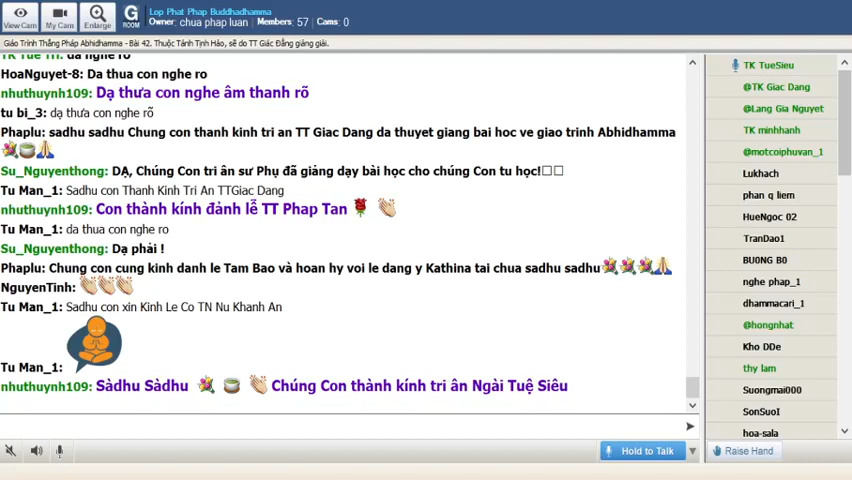 Lop Phat Phap Buddhadhamma
Owner: chua phap luan Members: 57 Cams: 0
View Cam
My Cam
Enlarge
G
ROOM
Giáo Trình Thắng Pháp Abhidhamma - Bài 42. Thuộc Tánh Tịnh Hảo, sẽ do TT Giác Đẳng giảng giải.
TK Tue Tri: da nghe ro
HoaNguyet-8: Da thua con nghe ro
nhuthuynh109: Dạ thưa con nghe âm thanh rõ
tu bi_3: dạ thưa con nghe rõ
Phaplu: sadhu sadhu Chung con thanh kinh tri an TT Giac Dang da thuyet giang bai hoc ve giao trinh Abhidhamma
Su_Nguyenthong: DẠ, Chúng Con tri ân sư Phụ đã giảng dạy bài học cho chúng Con tu học!
Tu Man_1: Sadhu con Thanh Kinh Tri An TTGiac Dang
nhuthuynh109: Con thành kính đảnh lễ TT Phap Tan
Tu Man_1: da thua con nghe ro
Su_Nguyenthong: Dạ phải !
Phaplu: Chung con cung kinh danh le Tam Bao và hoan hy voi le dang y Kathina tai chua sadhu sadhu
NguyenTinh:
Tu Man_1: Sadhu con xin Kinh Le Co TN Nu Khanh An
Tu Man_1:
nhuthuynh109: Sàdhu Sàdhu Chúng Con thành kính tri ân Ngài Tuệ Siêu
Hold to Talk
TK TueSieu
@TK Giac Dang
@Lang Gia Nguyet
TK minhhanh
@motcoiphuvan_1
Lukhach
phan q liem
HueNgoc 02
TranDao1
BU0NG B0
nghe phap_1
dhammacari_1
@hongnhat
Kho DDe
thy lam
Suongmai000
SonSuoI
hoa-sala
Raise Hand